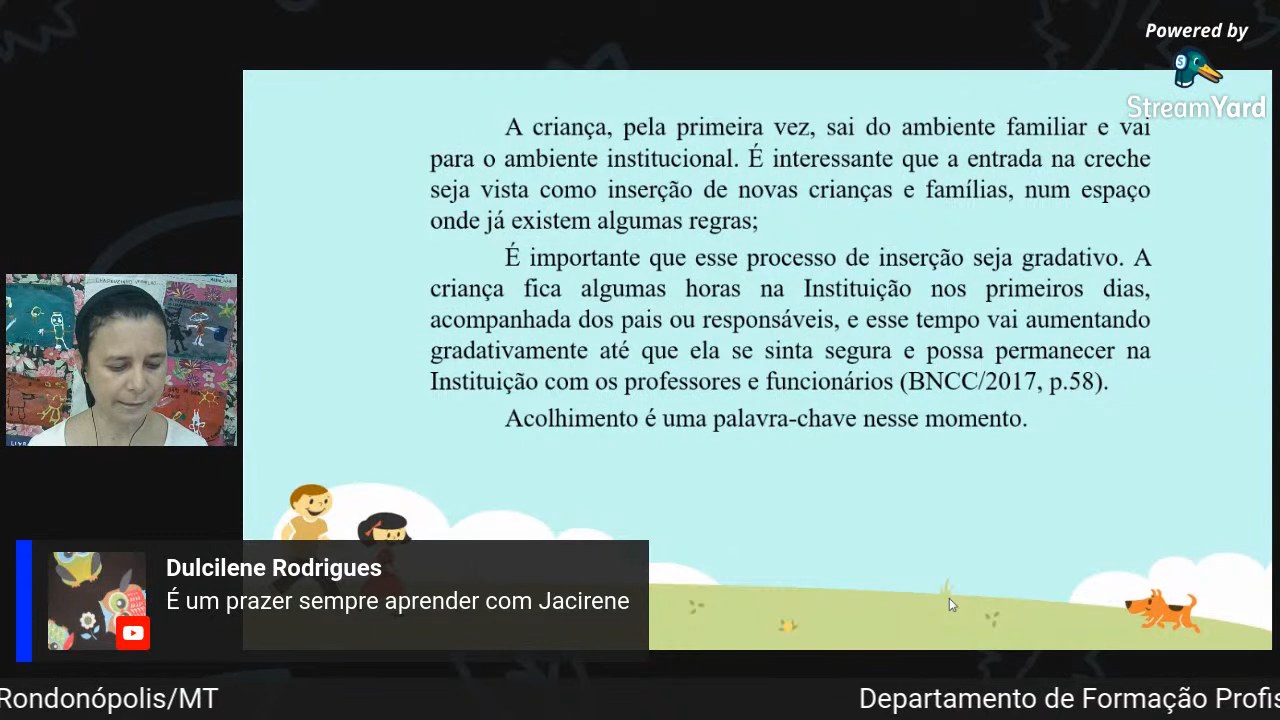 Powered by
StreamYard
A criança, pela primeira vez, sai do ambiente familiar e vai
para o ambiente institucional. É interessante que a entrada na creche
seja vista como inserção de novas crianças e famílias, num espaço
onde já existem algumas regras;
É importante que esse processo de inserção seja gradativo. A
criança fica algumas horas na Instituição nos primeiros dias,
acompanhada dos pais ou responsáveis, e esse tempo vai aumentando
gradativamente até que ela se sinta segura e possa permanecer na
Instituição com os professores e funcionários (BNCC/2017, p.58).
Acolhimento é uma palavra-chave nesse momento.
Dulcilene Rodrigues
É um prazer sempre aprender com Jacirene
Rondonópolis/MT
Departamento de Formação Profis